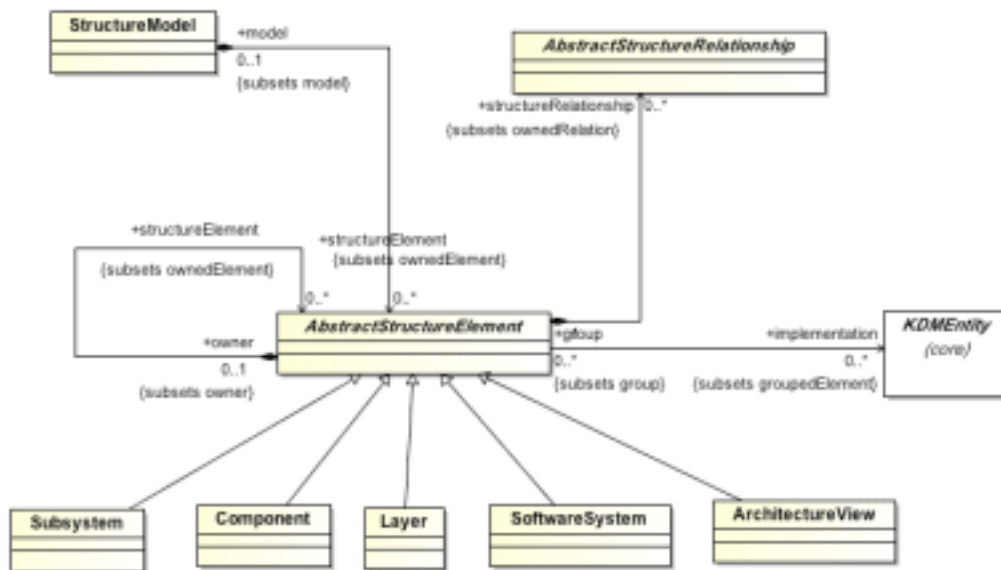 StructureModel
+model
0..1
{subsets model}
AbstractStructureRelationship
+structureRelationship
0..*
{subsets ownedRelation}
+structureElement
{subsets ownedElement}
0..*
+structureElement
{subsets ownedElement}
0..*
AbstractStructureElement
+owner
0..1
{subsets owner}
+group
0..*
{subsets group}
+implementation
0..*
{subsets groupedElement}
KDMEntity
(core)
Subsystem
Component
Layer
SoftwareSystem
ArchitectureView